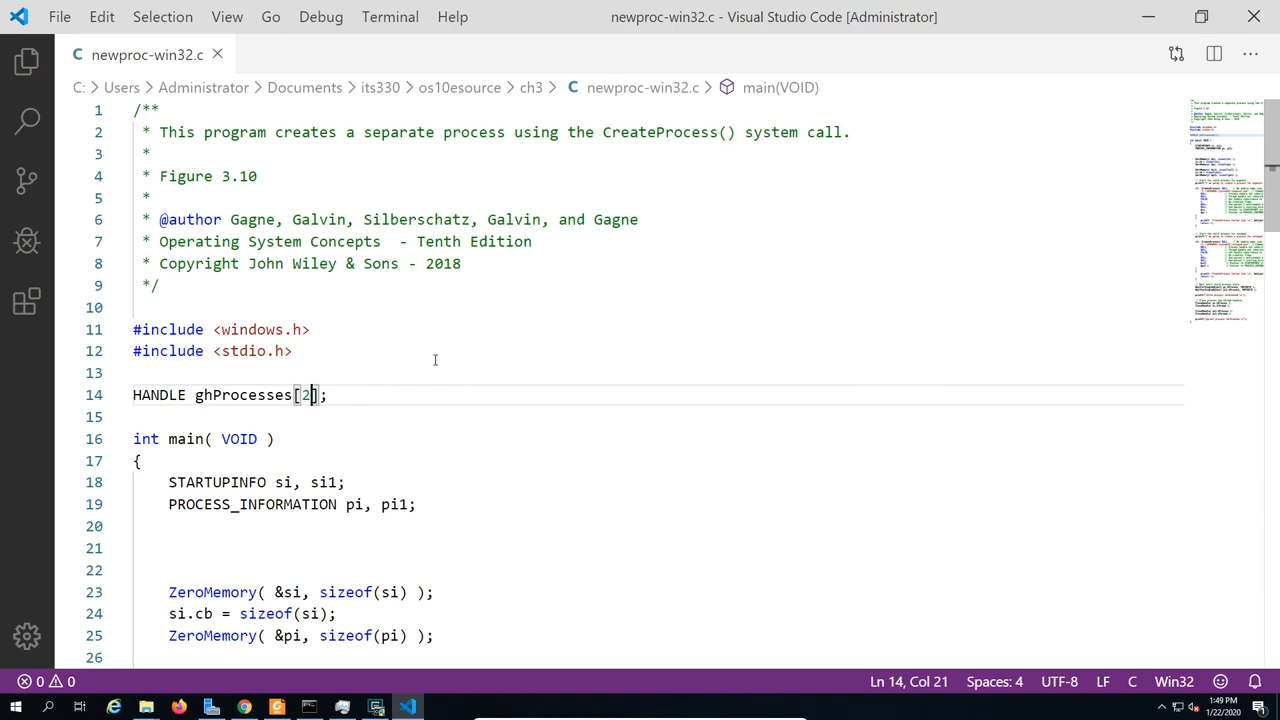 File Edit Selection View Go Debug Terminal Help newproc-win32.c - Visual Studio Code [Administrator]
C newproc-win32.c
C: > Users > Administrator > Documents > its330 > os10esource > ch3 > C newproc-win32.c > main(VOID)
1 /**
2 * This program creates a separate process using the CreateProcess() system call.
3 *
4 * Figure 3.10
5 *
6 * @author Gagne, Galvin, Silberschatz, Silvia and Gagne
7 * Operating System Concepts - Tenth Edition
8 * Copyright John Wiley & Sons - 2018
9 */
10
11 #include <windows.h>
12 #include <stdio.h>
13
14 HANDLE ghProcesses[2];
15
16 int main( VOID )
17 {
18 STARTUPINFO si, si1;
19 PROCESS_INFORMATION pi, pi1;
20
21
22
23 ZeroMemory( &si, sizeof(si) );
24 si.cb = sizeof(si);
25 ZeroMemory( &pi, sizeof(pi) );
26
0 0 Ln 14, Col 21 Spaces: 4 UTF-8 LF C Win32
1:49 PM
1/22/2020